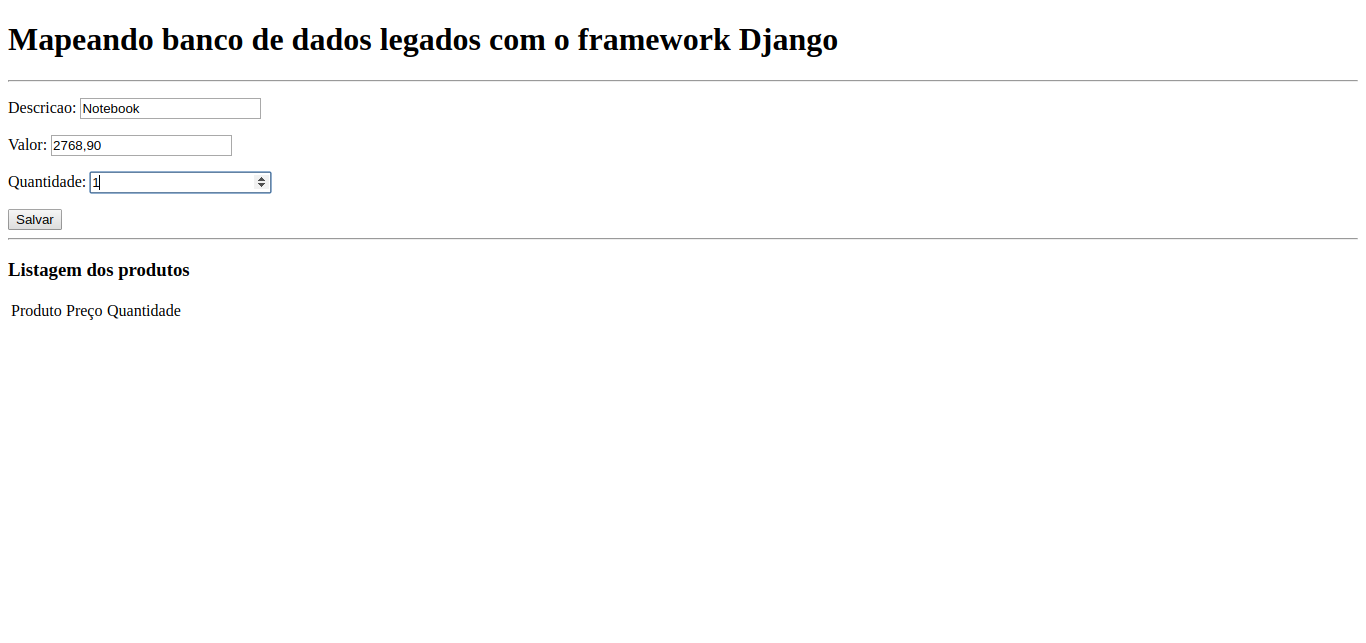 Mapeando banco de dados legados com o framework Django
Descricao: Notebook
Valor: 2768,90
Quantidade: 1
Salvar
Listagem dos produtos
Produto Preço Quantidade